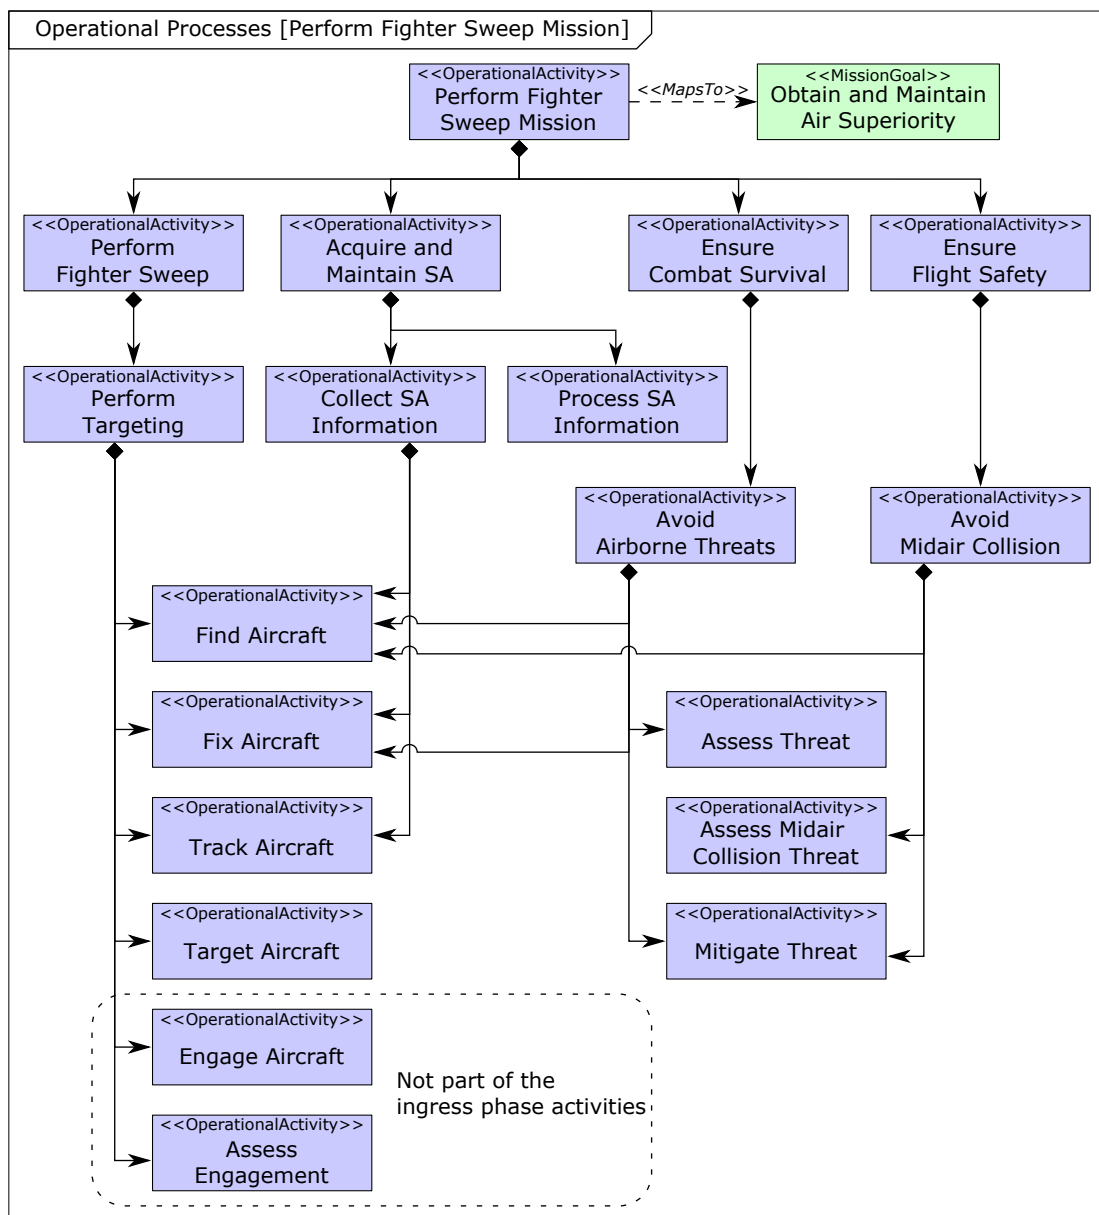 Operational Processes [Perform Fighter Sweep Mission]
<<OperationalActivity>>
Perform Fighter
Sweep Mission
<<MapsTo>>
<<MissionGoal>>
Obtain and Maintain
Air Superiority
<<OperationalActivity>>
Perform
Fighter Sweep
<<OperationalActivity>>
Acquire and
Maintain SA
<<OperationalActivity>>
Ensure
Combat Survival
<<OperationalActivity>>
Ensure
Flight Safety
<<OperationalActivity>>
Perform
Targeting
<<OperationalActivity>>
Collect SA
Information
<<OperationalActivity>>
Process SA
Information
<<OperationalActivity>>
Avoid
Airborne Threats
<<OperationalActivity>>
Avoid
Midair Collision
<<OperationalActivity>>
Find Aircraft
<<OperationalActivity>>
Fix Aircraft
<<OperationalActivity>>
Assess Threat
<<OperationalActivity>>
Track Aircraft
<<OperationalActivity>>
Assess Midair
Collision Threat
<<OperationalActivity>>
Target Aircraft
<<OperationalActivity>>
Mitigate Threat
<<OperationalActivity>>
Engage Aircraft
Not part of the
ingress phase activities
<<OperationalActivity>>
Assess
Engagement